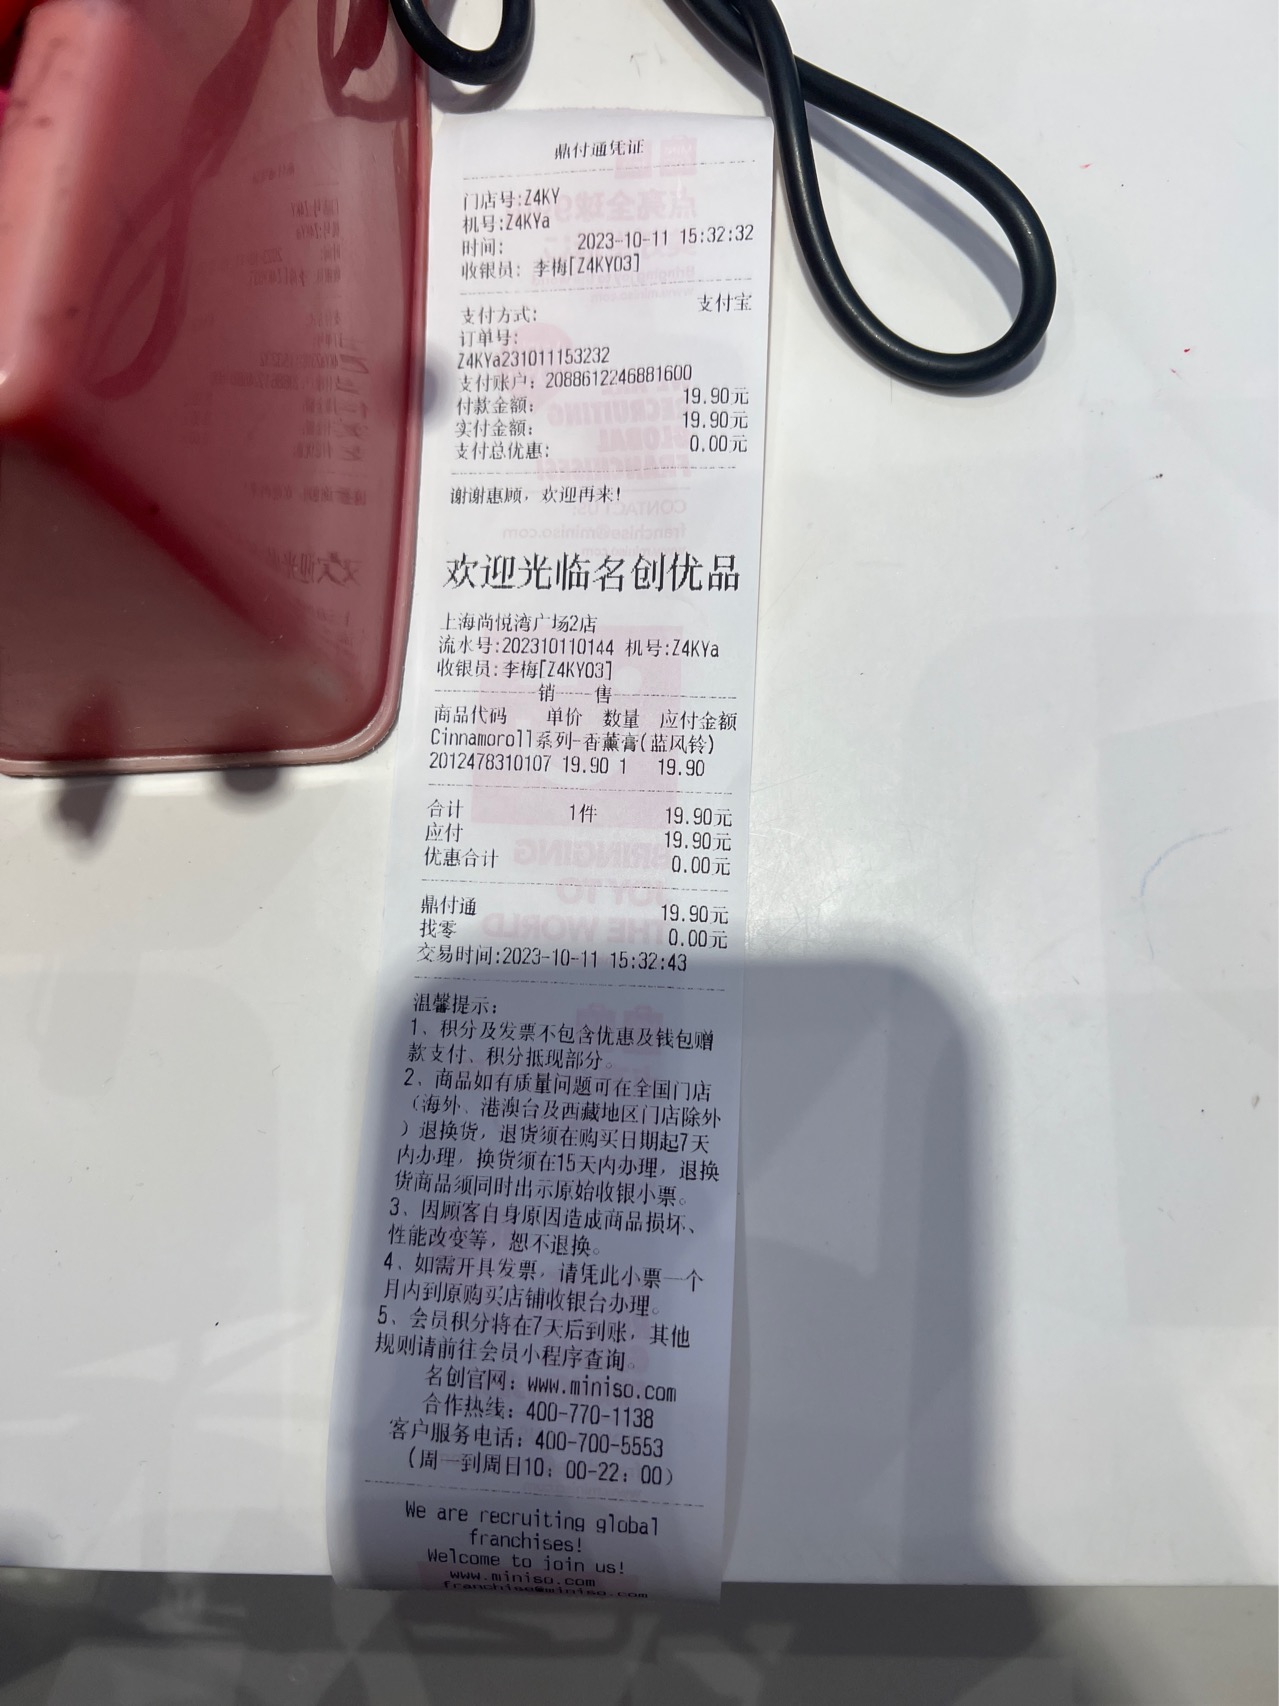 鼎付通凭证
门店号:Z4KY
机号:Z4KYa
时间: 2023-10-11 15:32:32
收银员: 李梅[Z4KY03]
支付方式: 支付宝
订单号:
Z4KYa231011153232
支付账户: 2088612246881600
付款金额: 19.90元
实付金额: 19.90元
支付总优惠: 0.00元
谢谢惠顾, 欢迎再来!
欢迎光临名创优品
上海尚悦湾广场2店
流水号:202310110144 机号:Z4KYa
收银员:李梅[Z4KY03]
销 售
商品代码 单价 数量 应付金额
Cinnamoroll系列-香薰膏(蓝风铃)
2012478310107 19.90 1 19.90
合计 1件 19.90元
应付 19.90元
优惠合计 0.00元
鼎付通 19.90元
找零 0.00元
交易时间:2023-10-11 15:32:43
温馨提示:
1、积分及发票不包含优惠及钱包赠
款支付、积分抵现部分。
2、商品如有质量问题可在全国门店
(海外、港澳台及西藏地区门店除外
)退换货, 退货须在购买日期起7天
内办理, 换货须在15天内办理, 退换
货商品须同时出示原始收银小票。
3、因顾客自身原因造成商品损坏、
性能改变等, 恕不退换。
4、如需开具发票, 请凭此小票一个
月内到原购买店铺收银台办理。
5、会员积分将在7天后到账, 其他
规则请前往会员小程序查询。
名创官网: www.miniso.com
合作热线: 400-770-1138
客户服务电话: 400-700-5553
(周一到周日10: 00-22: 00)
We are recruiting global
franchises!
Welcome to join us!
www.miniso.com
franchise@miniso.com